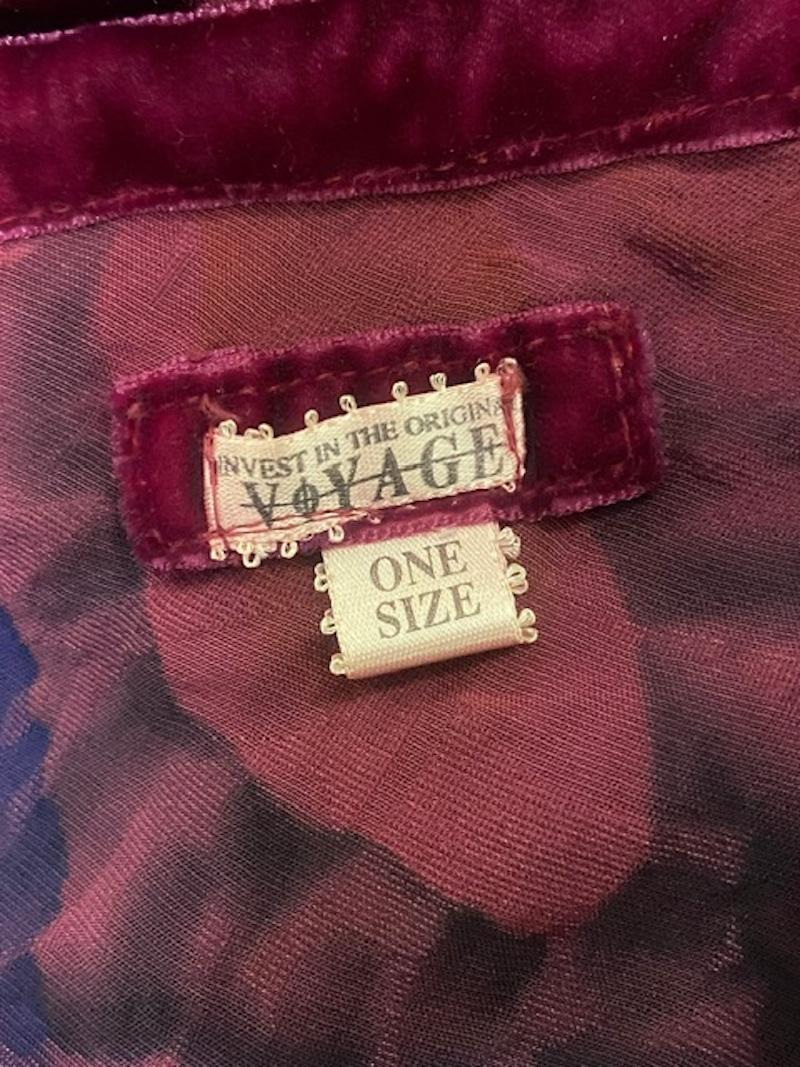 INVEST IN THE ORIGINA
VOYAGE
ONE
SIZE